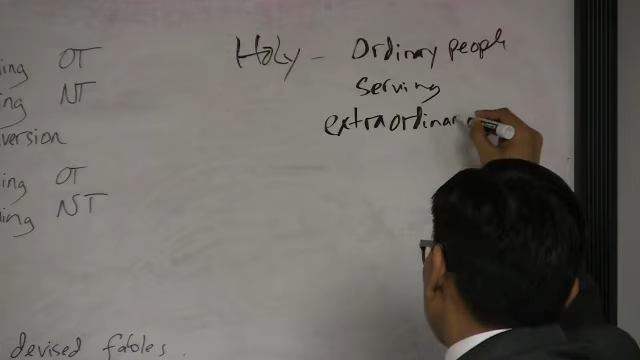 ing OT
ing NT
version
ing OT
ing NT
devised fables.
HOLY - Ordinary people
serving
extraordinar